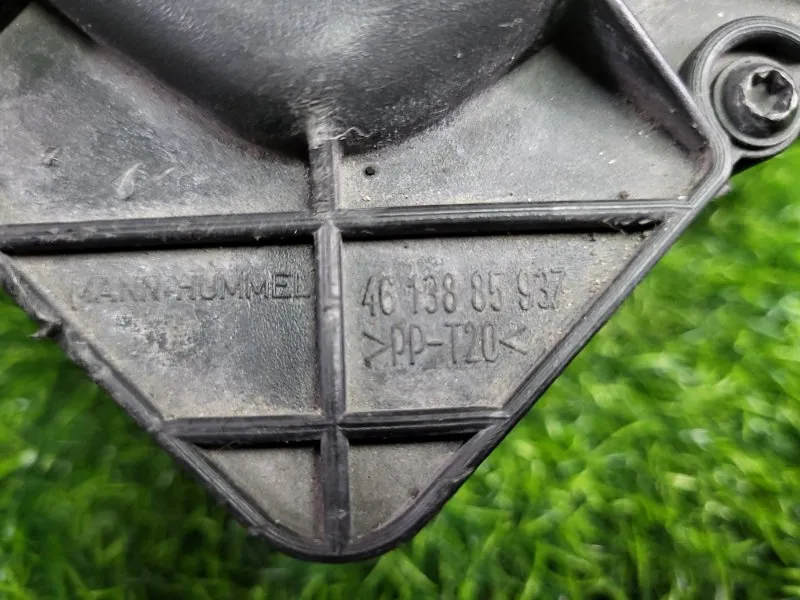 MANN+HUMMEL
46 138 85 937
>PP-T20<